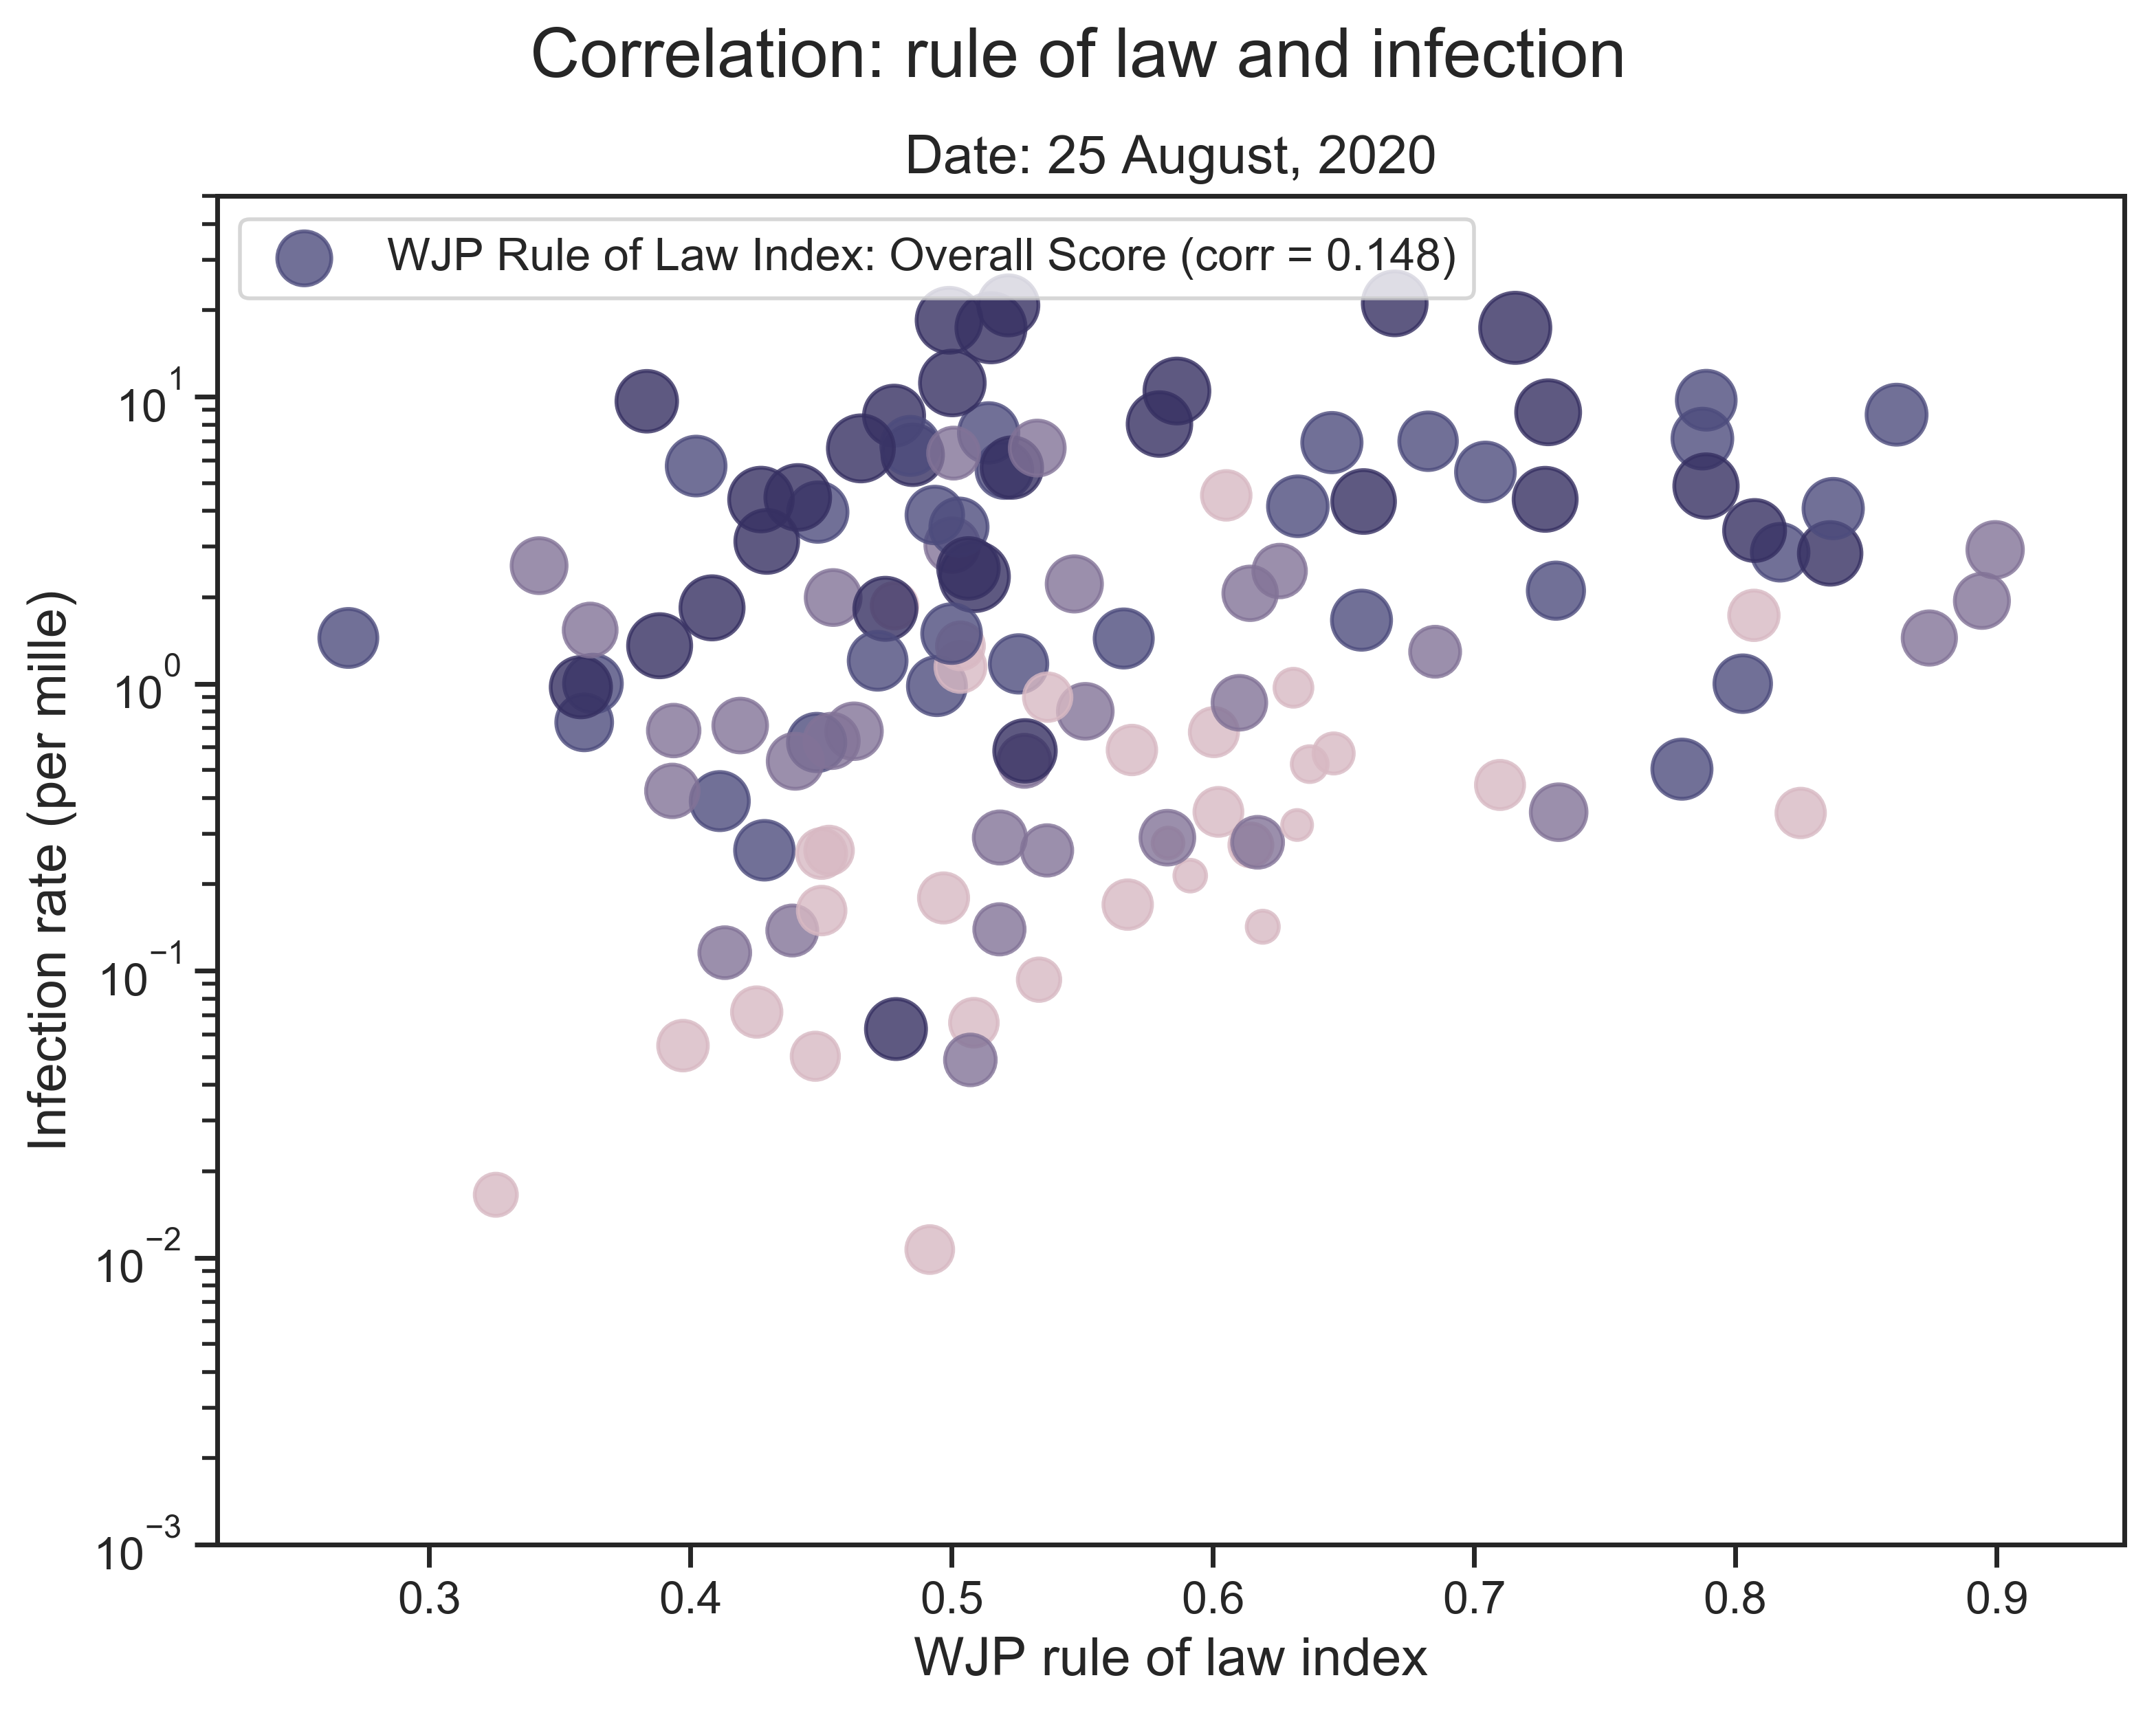 Correlation: rule of law and infection
Date: 25 August, 2020
WJP Rule of Law Index: Overall Score (corr = 0.148)
Infection rate (per mille)
10^1
10^0
10^−1
10^−2
10^−3
0.3 0.4 0.5 0.6 0.7 0.8 0.9
WJP rule of law index